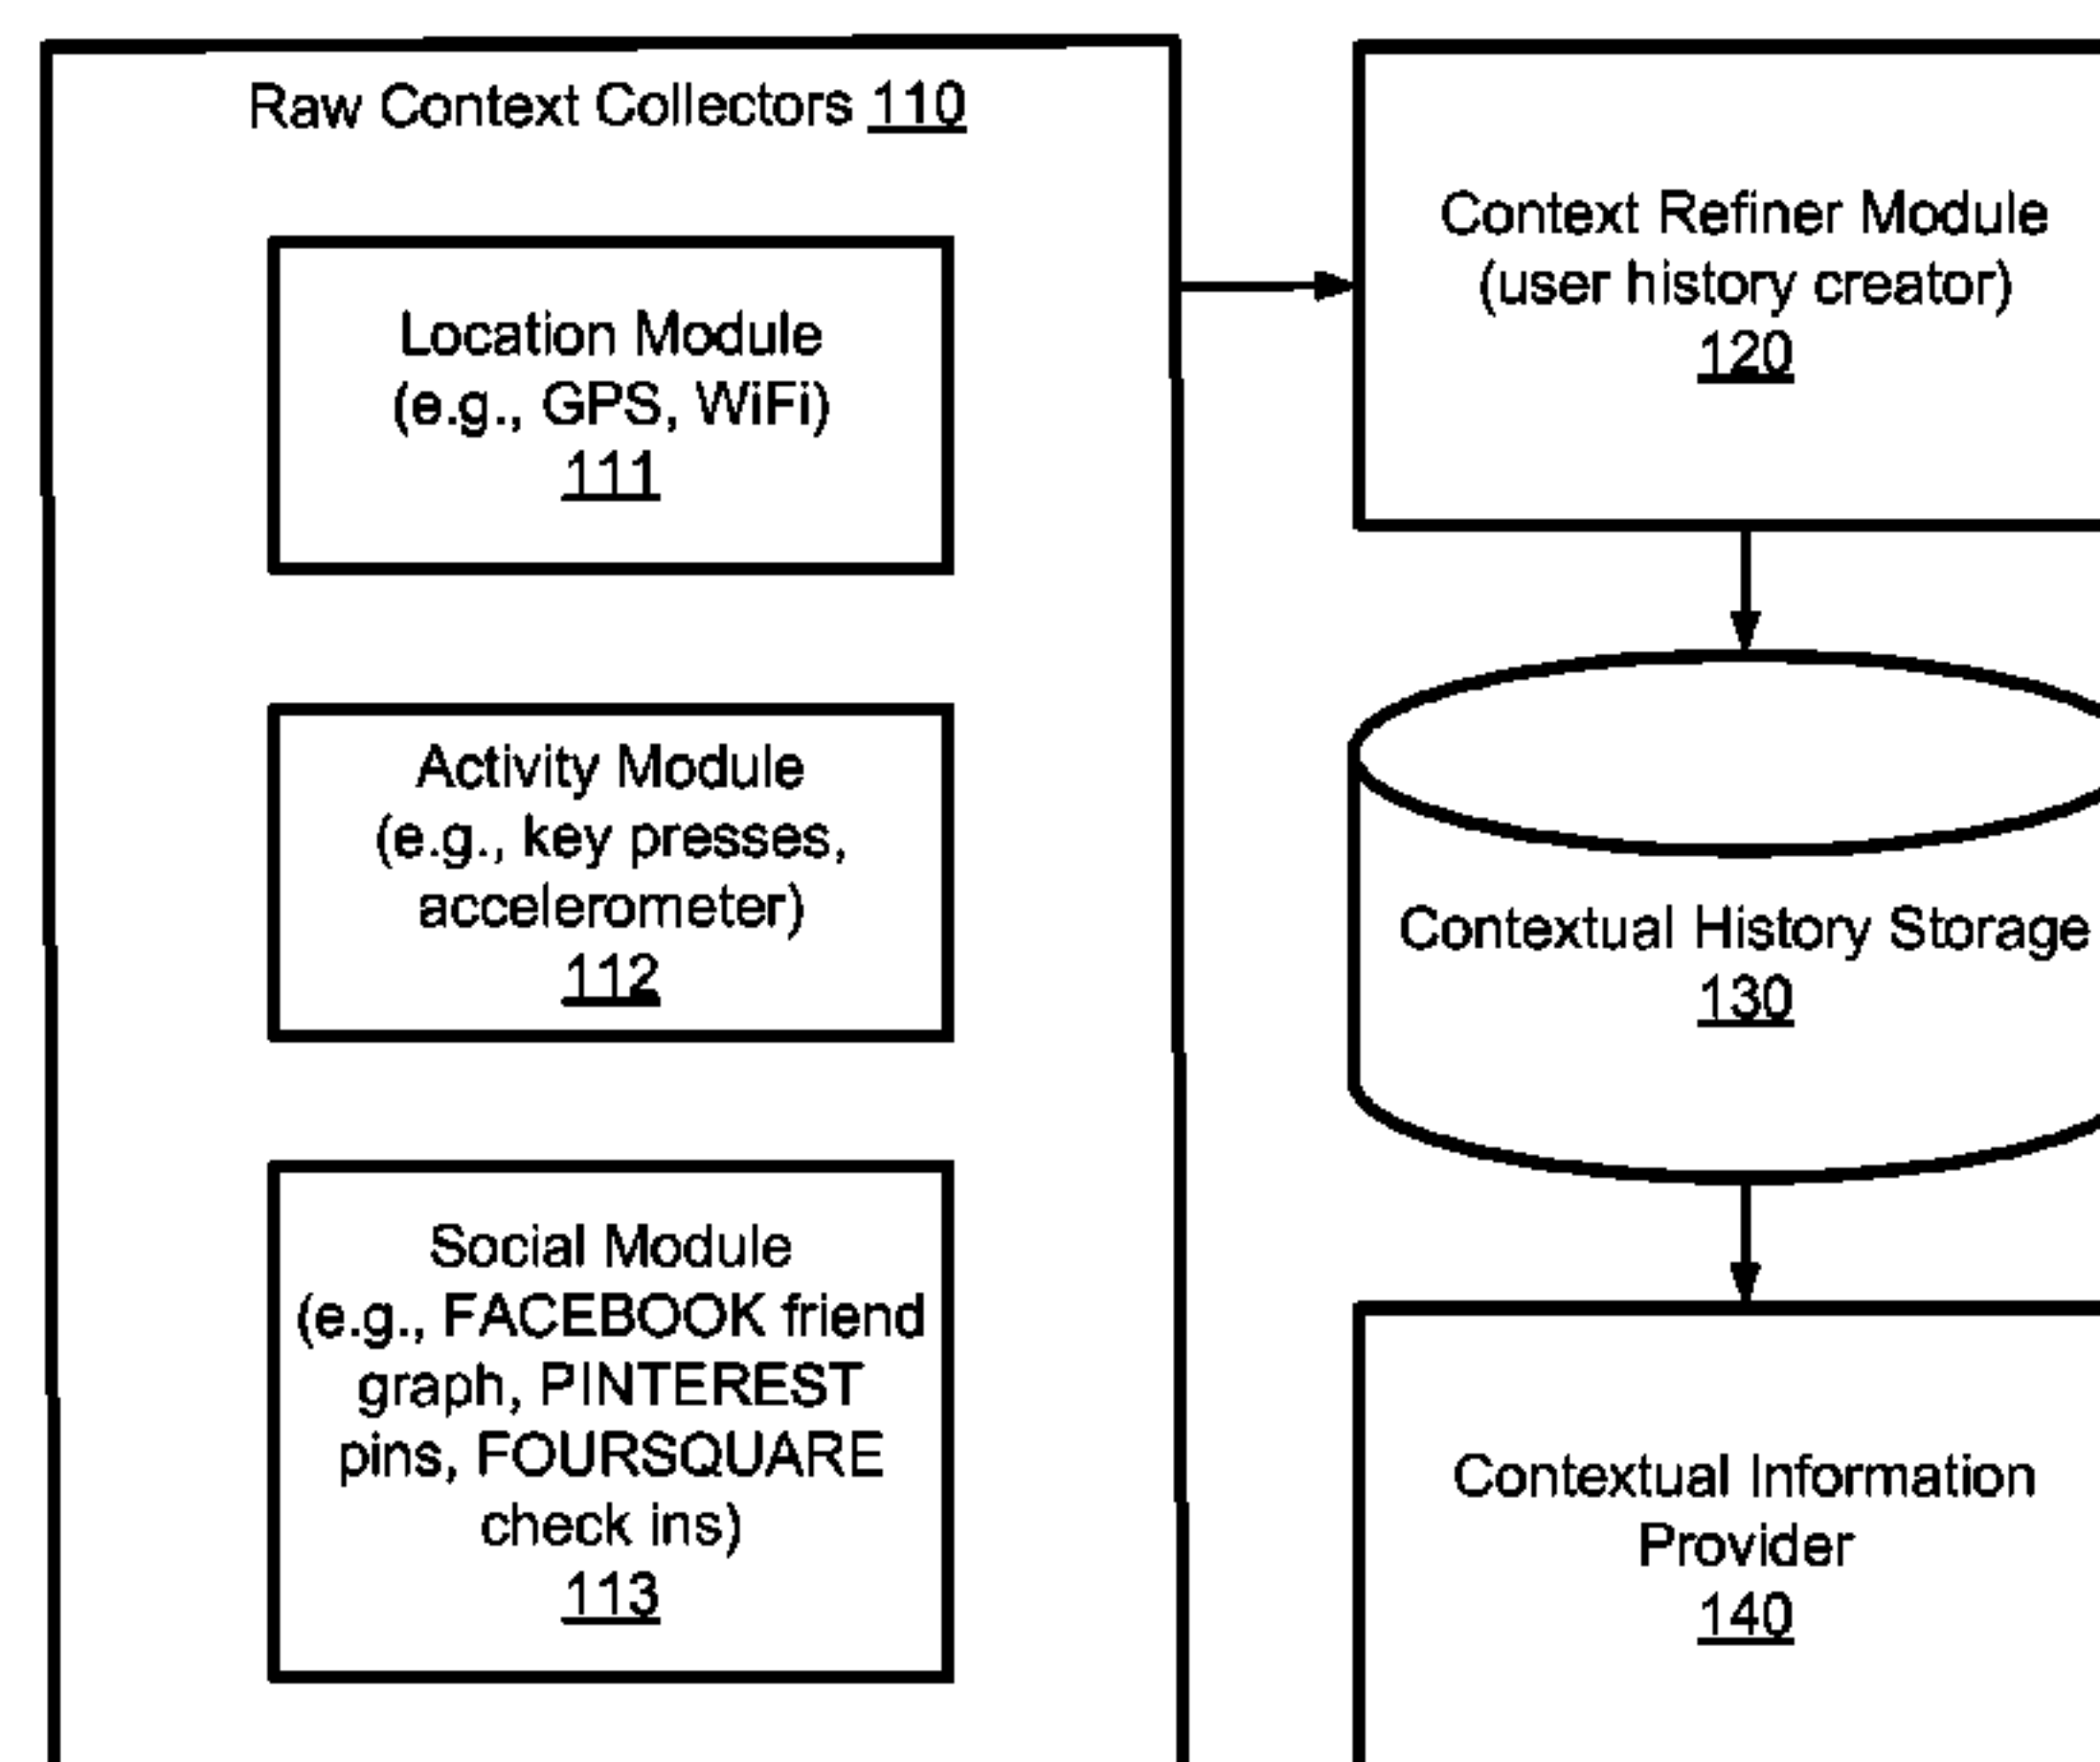 Raw Context Collectors 110
Location Module
(e.g., GPS, WiFi)
111
Activity Module
(e.g., key presses,
accelerometer)
112
Social Module
(e.g., FACEBOOK friend
graph, PINTEREST
pins, FOURSQUARE
check ins)
113
Context Refiner Module
(user history creator)
120
Contextual History Storage
130
Contextual Information
Provider
140